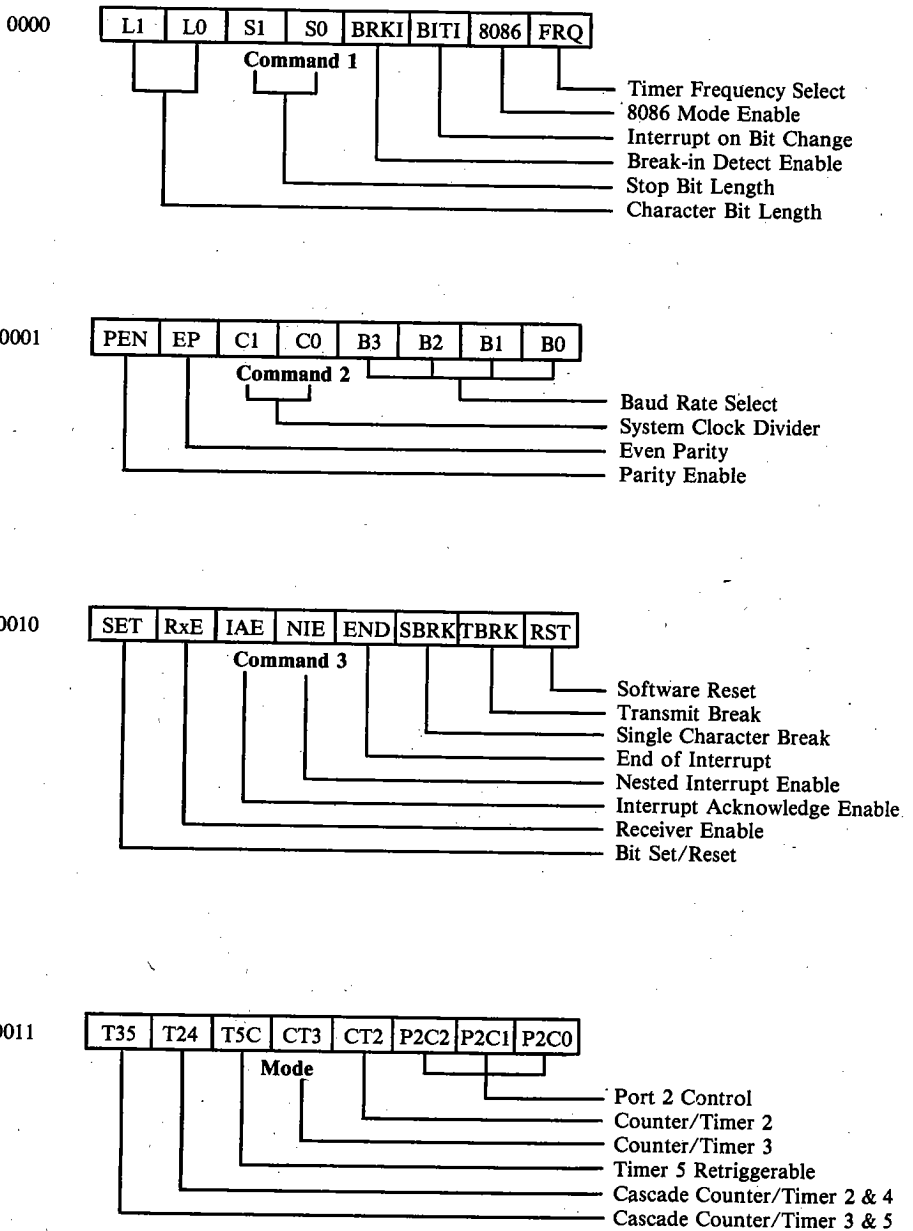 0000
L1 L0 S1 S0 BRKI BITI 8086 FRQ
Command 1
Timer Frequency Select
8086 Mode Enable
Interrupt on Bit Change
Break-in Detect Enable
Stop Bit Length
Character Bit Length
0001
PEN EP C1 C0 B3 B2 B1 B0
Command 2
Baud Rate Select
System Clock Divider
Even Parity
Parity Enable
0010
SET RxE IAE NIE END SBRK TBRK RST
Command 3
Software Reset
Transmit Break
Single Character Break
End of Interrupt
Nested Interrupt Enable
Interrupt Acknowledge Enable
Receiver Enable
Bit Set/Reset
0011
T35 T24 T5C CT3 CT2 P2C2 P2C1 P2C0
Mode
Port 2 Control
Counter/Timer 2
Counter/Timer 3
Timer 5 Retriggerable
Cascade Counter/Timer 2 & 4
Cascade Counter/Timer 3 & 5